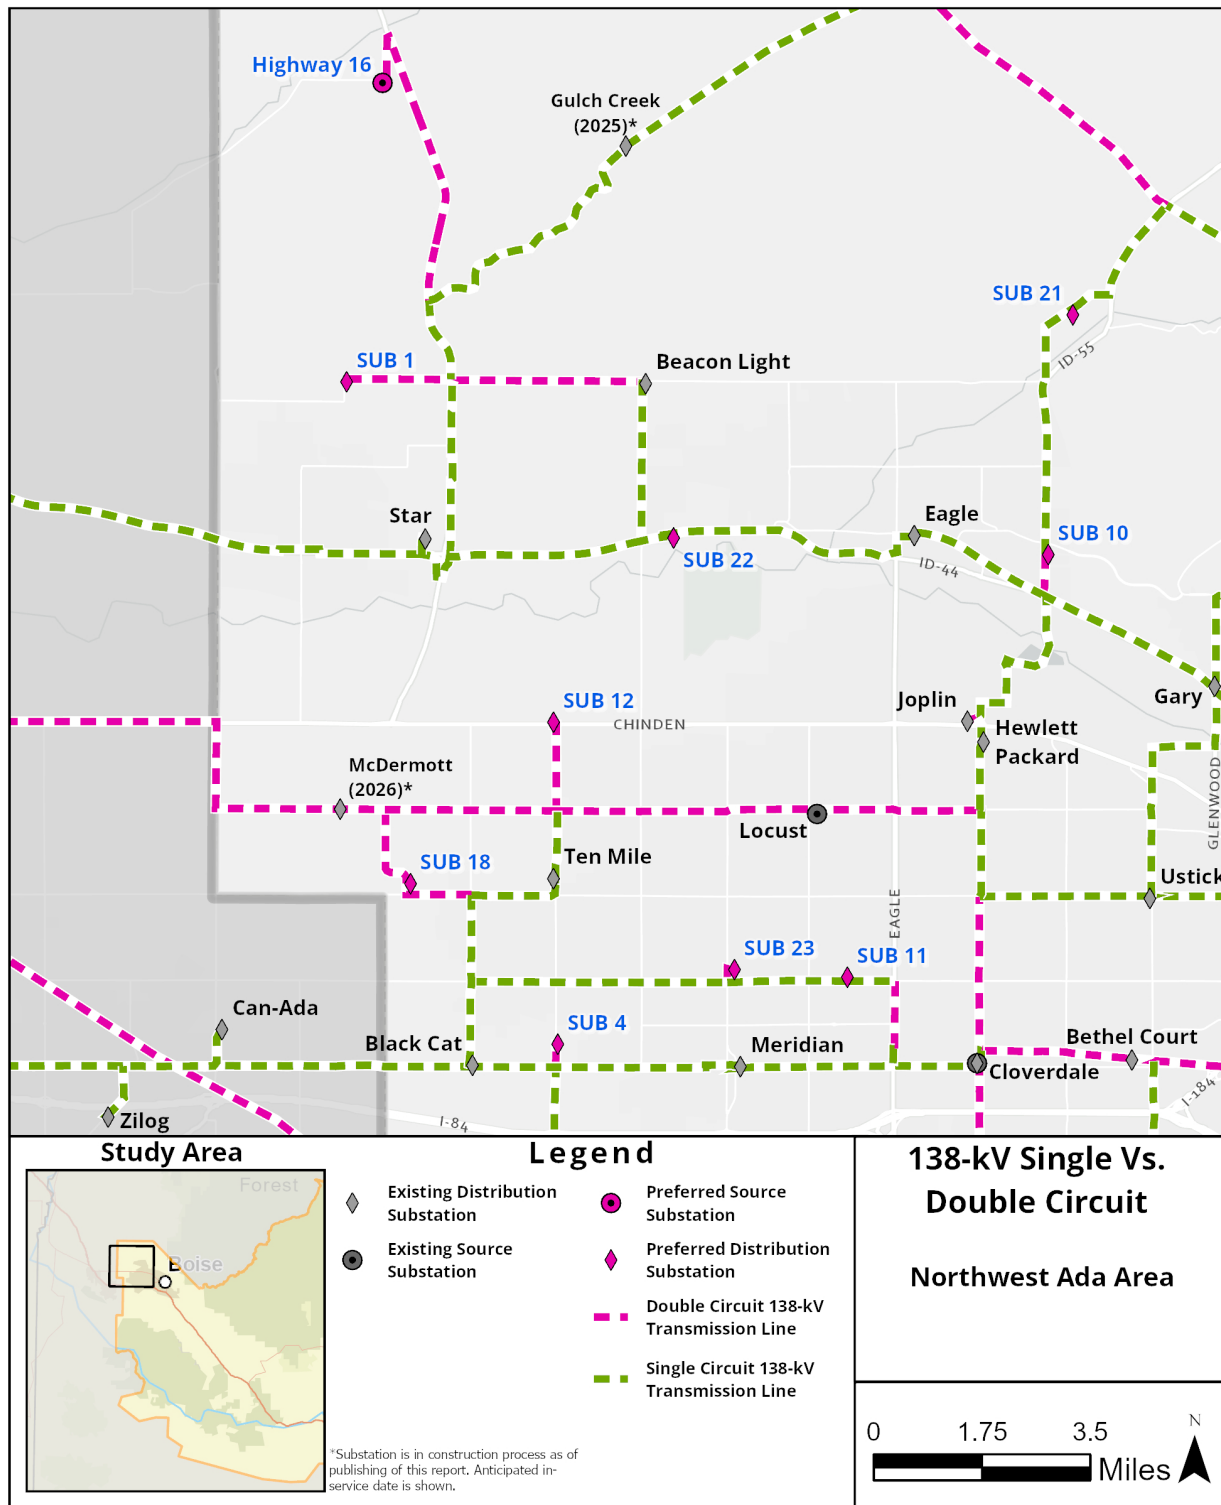 Highway 16
Gulch Creek
(2025)*
SUB 21
ID-55
SUB 1
Beacon Light
Star
Eagle
SUB 10
SUB 22
ID-44
SUB 12
Joplin
Gary
CHINDEN
Hewlett
Packard
McDermott
(2026)*
GLENWOOD
Locust
Ten Mile
SUB 18
Ustick
EAGLE
SUB 23
SUB 11
Can-Ada
SUB 4
Black Cat
Meridian
Bethel Court
Cloverdale
I-184
Zilog
I-84
Study Area
Forest
Boise
Legend
Existing Distribution
Substation
Existing Source
Substation
Preferred Source
Substation
Preferred Distribution
Substation
Double Circuit 138-kV
Transmission Line
Single Circuit 138-kV
Transmission Line
*Substation is in construction process as of
publishing of this report. Anticipated in-
service date is shown.
138-kV Single Vs.
Double Circuit
Northwest Ada Area
0 1.75 3.5
Miles
N